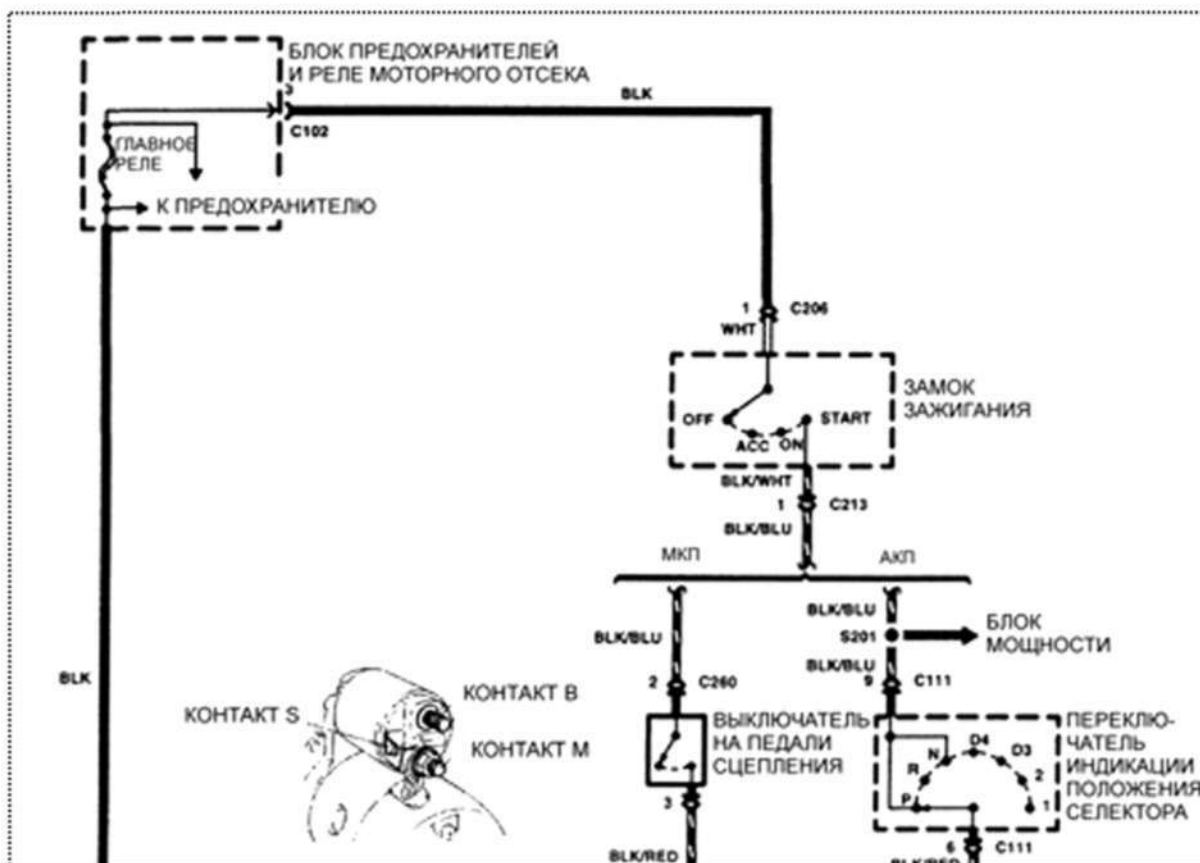 БЛОК ПРЕДОХРАНИТЕЛЕЙ
И РЕЛЕ МОТОРНОГО ОТСЕКА
BLK
C102
ГЛАВНОЕ
РЕЛЕ
К ПРЕДОХРАНИТЕЛЮ
1 C206
WHT
ЗАМОК
ЗАЖИГАНИЯ
OFF
START
ACC
ON
BLK/WHT
1 C213
BLK/BLU
МКП
АКП
BLK/BLU
S201
БЛОК
МОЩНОСТИ
BLK/BLU
BLK/BLU
9 C111
2 C260
BLK
КОНТАКТ S
КОНТАКТ B
КОНТАКТ M
ВЫКЛЮЧАТЕЛЬ
НА ПЕДАЛИ
СЦЕПЛЕНИЯ
3
P
R
N
D4
D3
2
1
ПЕРЕКЛЮ-
ЧАТЕЛЬ
ИНДИКАЦИИ
ПОЛОЖЕНИЯ
СЕЛЕКТОРА
6 C111
BLK/RED
BLK/RED